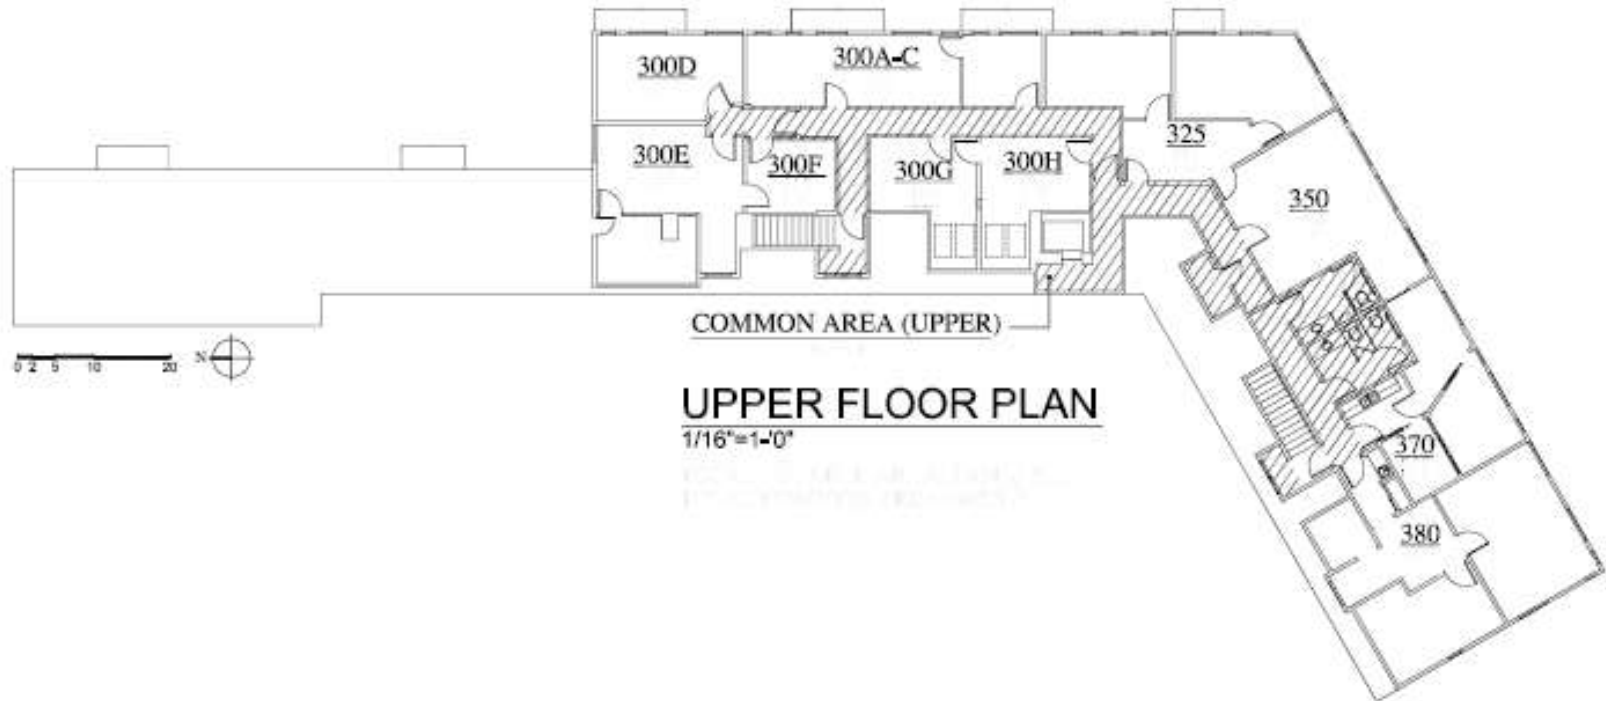 300D
300A-C
300E
300F
300G
300H
325
350
COMMON AREA (UPPER)
0 2 5 10 20
N
UPPER FLOOR PLAN
1/16"=1-'0"
370
380